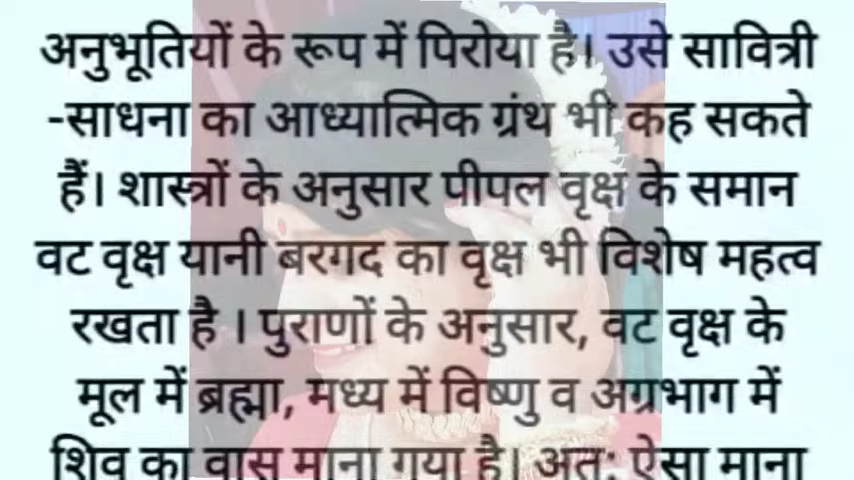 अनुभूतियों के रूप में पिरोया है। उसे सावित्री
-साधना का आध्यात्मिक ग्रंथ भी कह सकते
हैं। शास्त्रों के अनुसार पीपल वृक्ष के समान
वट वृक्ष यानी बरगद का वृक्ष भी विशेष महत्व
रखता है । पुराणों के अनुसार, वट वृक्ष के
मूल में ब्रह्मा, मध्य में विष्णु व अग्रभाग में
शिव का वास माना गया है। अतः ऐसा माना